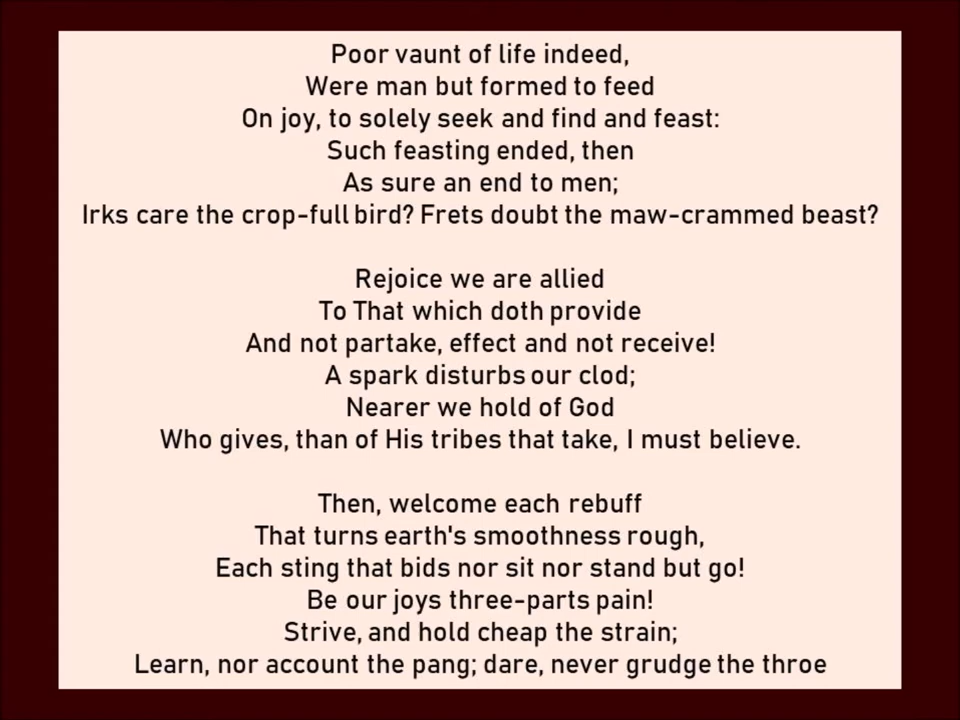 Poor vaunt of life indeed,
Were man but formed to feed
On joy, to solely seek and find and feast:
Such feasting ended, then
As sure an end to men;
Irks care the crop-full bird? Frets doubt the maw-crammed beast?
Rejoice we are allied
To That which doth provide
And not partake, effect and not receive!
A spark disturbs our clod;
Nearer we hold of God
Who gives, than of His tribes that take, I must believe.
Then, welcome each rebuff
That turns earth's smoothness rough,
Each sting that bids nor sit nor stand but go!
Be our joys three-parts pain!
Strive, and hold cheap the strain;
Learn, nor account the pang; dare, never grudge the throe